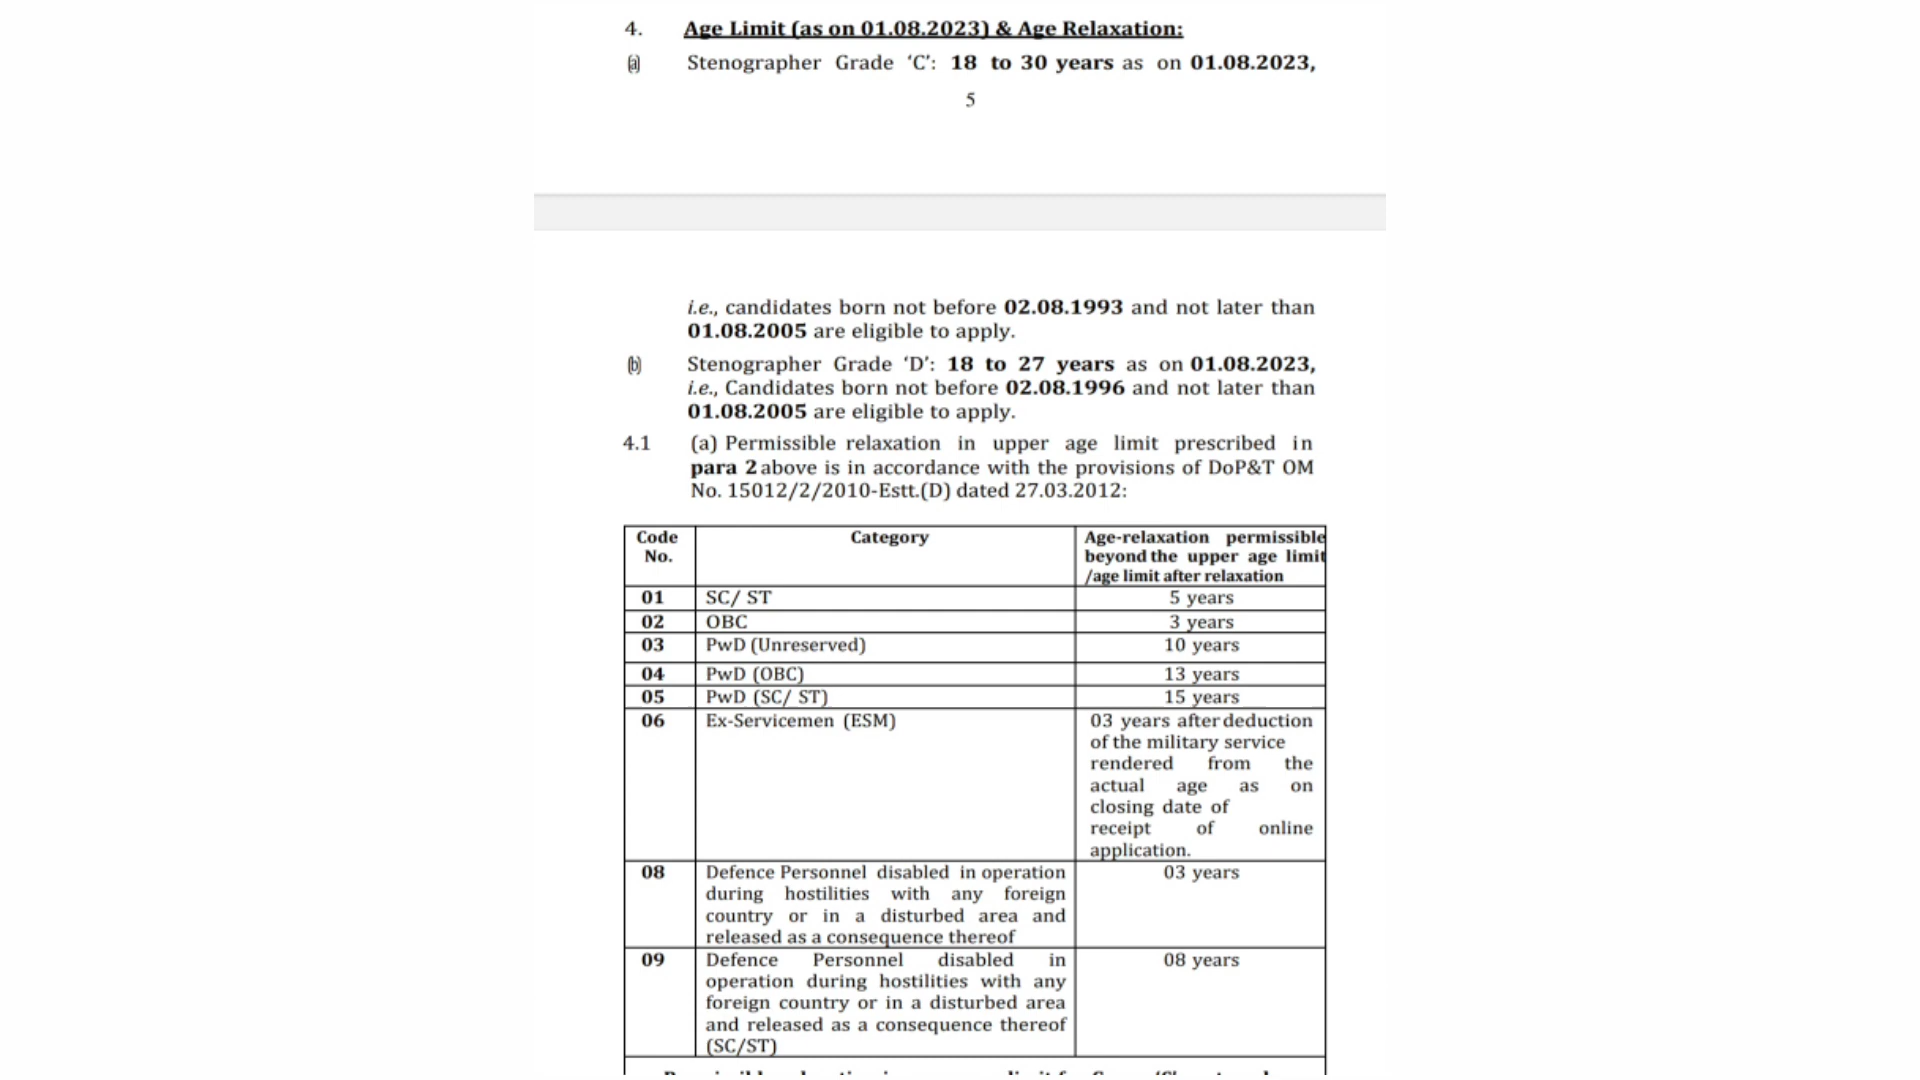 4. Age Limit (as on 01.08.2023) & Age Relaxation:
(a) Stenographer Grade ‘C’: 18 to 30 years as on 01.08.2023,
5
i.e., candidates born not before 02.08.1993 and not later than
01.08.2005 are eligible to apply.
(b) Stenographer Grade ‘D’: 18 to 27 years as on 01.08.2023,
i.e., Candidates born not before 02.08.1996 and not later than
01.08.2005 are eligible to apply.
4.1 (a) Permissible relaxation in upper age limit prescribed in
para 2 above is in accordance with the provisions of DoP&T OM
No. 15012/2/2010-Estt.(D) dated 27.03.2012:
Code No. Category Age-relaxation permissible
beyond the upper age limit
/age limit after relaxation
01 SC/ ST 5 years
02 OBC 3 years
03 PwD (Unreserved) 10 years
04 PwD (OBC) 13 years
05 PwD (SC/ ST) 15 years
06 Ex-Servicemen (ESM) 03 years after deduction
of the military service
rendered from the
actual age as on
closing date of
receipt of online
application.
08 Defence Personnel disabled in operation 03 years
during hostilities with any foreign
country or in a disturbed area and
released as a consequence thereof
09 Defence Personnel disabled in 08 years
operation during hostilities with any
foreign country or in a disturbed area
and released as a consequence thereof
(SC/ST)